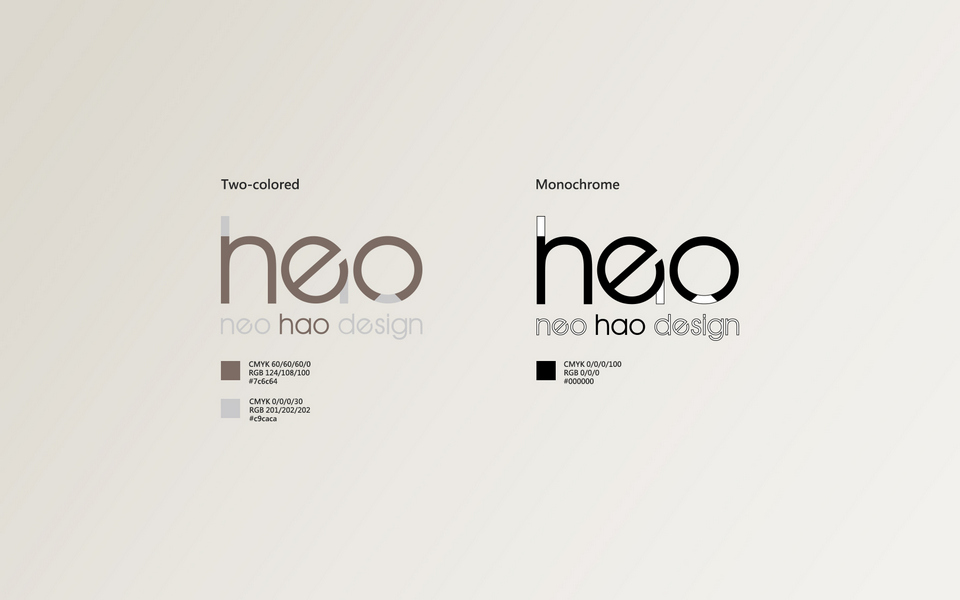 Two-colored
heo
neo hao design
CMYK 60/60/60/0
RGB 124/108/100
#7c6c64
CMYK 0/0/0/30
RGB 201/202/202
#c9caca
Monochrome
heo
neo hao design
CMYK 0/0/0/100
RGB 0/0/0
#000000